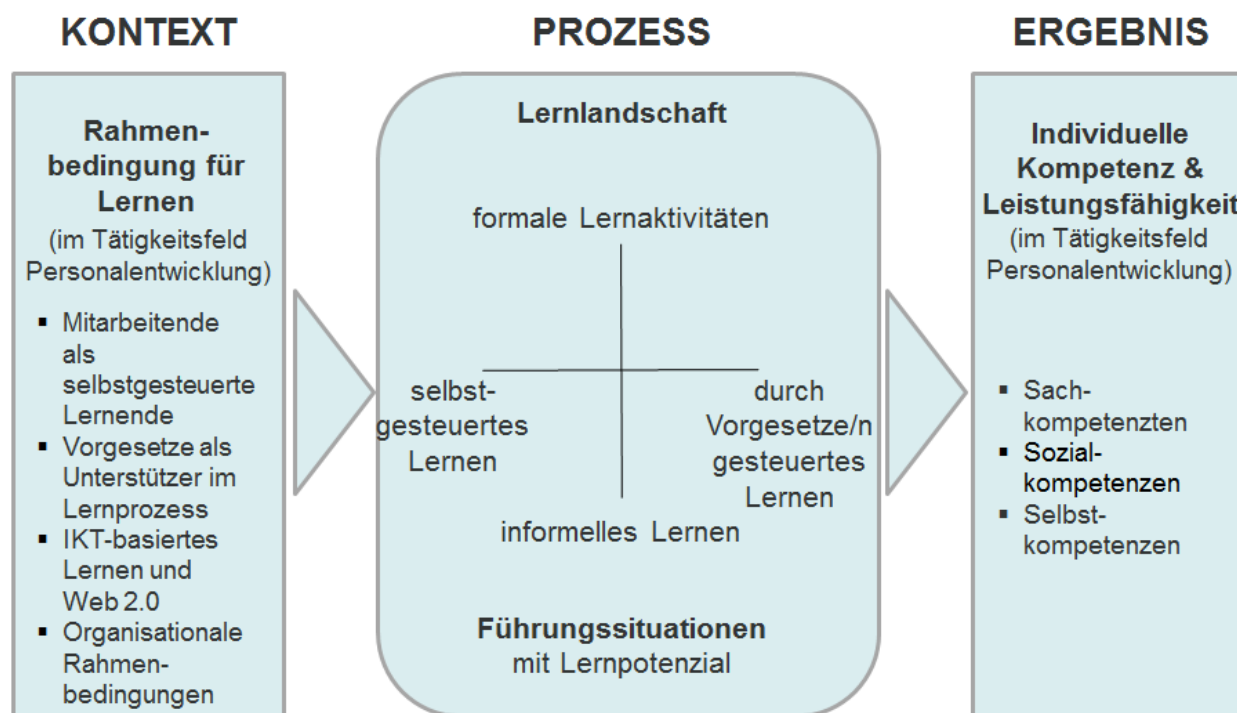 KONTEXT
Rahmen-
bedingung für
Lernen
(im Tätigkeitsfeld
Personalentwicklung)
▪ Mitarbeitende
als
selbstgesteuerte
Lernende
▪ Vorgesetze als
Unterstützer im
Lernprozess
▪ IKT-basiertes
Lernen und
Web 2.0
▪ Organisationale
Rahmen-
bedingungen
PROZESS
Lernlandschaft
formale Lernaktivitäten
selbst-
gesteuertes
Lernen
durch
Vorgesetze/n
gesteuertes
Lernen
informelles Lernen
Führungssituationen
mit Lernpotenzial
ERGEBNIS
Individuelle
Kompetenz &
Leistungsfähigkeit
(im Tätigkeitsfeld
Personalentwicklung)
▪ Sach-
kompetenzten
▪ Sozial-
kompetenzen
▪ Selbst-
kompetenzen